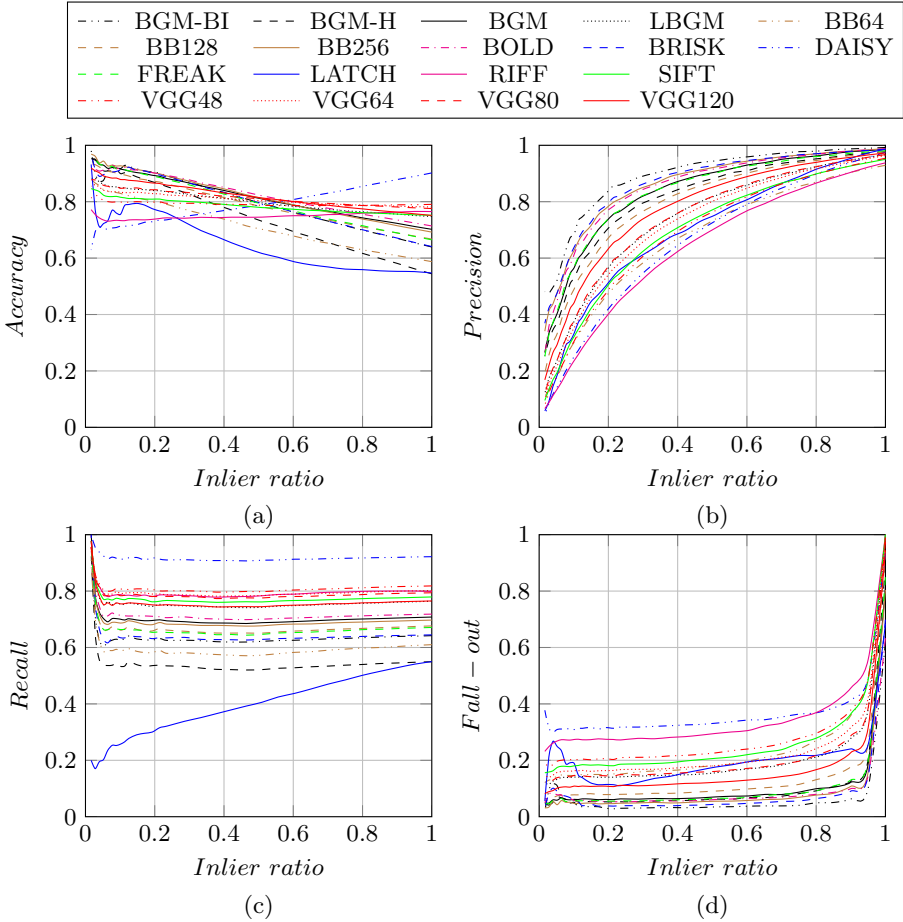 BGM-BI BGM-H BGM LBGM BB64
BB128 BB256 BOLD BRISK DAISY
FREAK LATCH RIFF SIFT
VGG48 VGG64 VGG80 VGG120
1
0.8
0.6
0.4
0.2
0
Accuracy
0 0.2 0.4 0.6 0.8 1
Inlier ratio
(a)
1
0.8
0.6
0.4
0.2
0
Precision
0 0.2 0.4 0.6 0.8 1
Inlier ratio
(b)
1
0.8
0.6
0.4
0.2
0
Recall
0 0.2 0.4 0.6 0.8 1
Inlier ratio
(c)
1
0.8
0.6
0.4
0.2
0
Fall − out
0 0.2 0.4 0.6 0.8 1
Inlier ratio
(d)